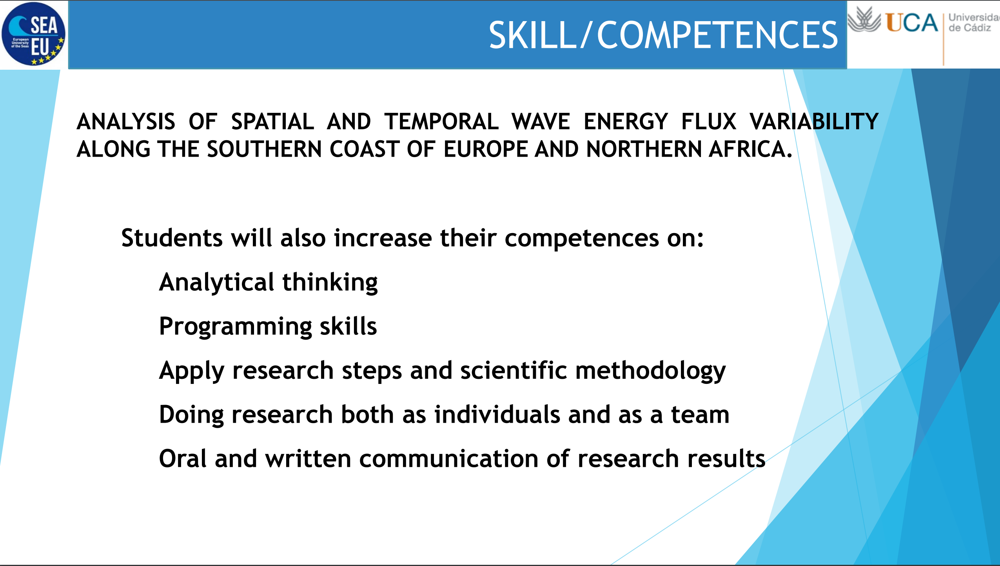 SEA
EU
European
University
of the Seas
SKILL/COMPETENCES
UCA
Universida
de Cádiz
ANALYSIS OF SPATIAL AND TEMPORAL WAVE ENERGY FLUX VARIABILITY
ALONG THE SOUTHERN COAST OF EUROPE AND NORTHERN AFRICA.
Students will also increase their competences on:
Analytical thinking
Programming skills
Apply research steps and scientific methodology
Doing research both as individuals and as a team
Oral and written communication of research results